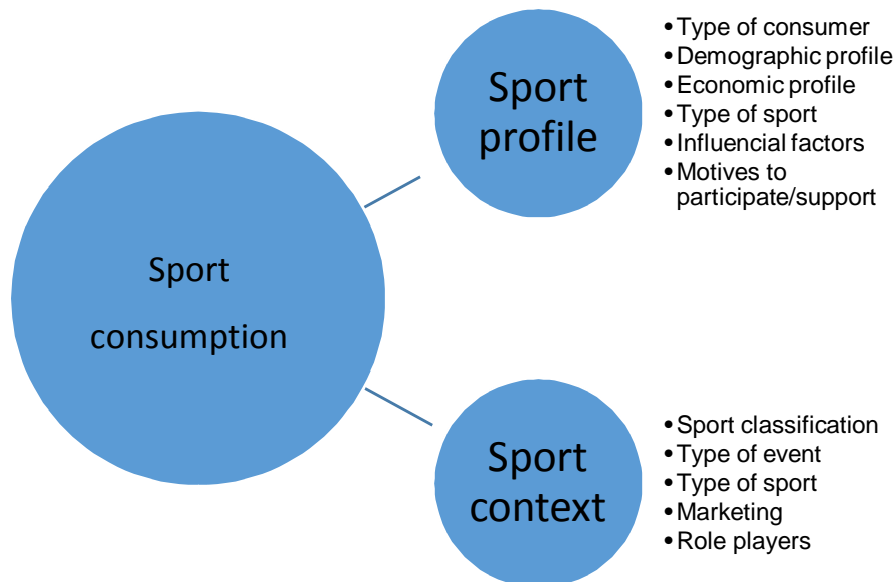 Sport
consumption
Sport
profile
• Type of consumer
• Demographic profile
• Economic profile
• Type of sport
• Influencial factors
• Motives to
participate/support
Sport
context
• Sport classification
• Type of event
• Type of sport
• Marketing
• Role players